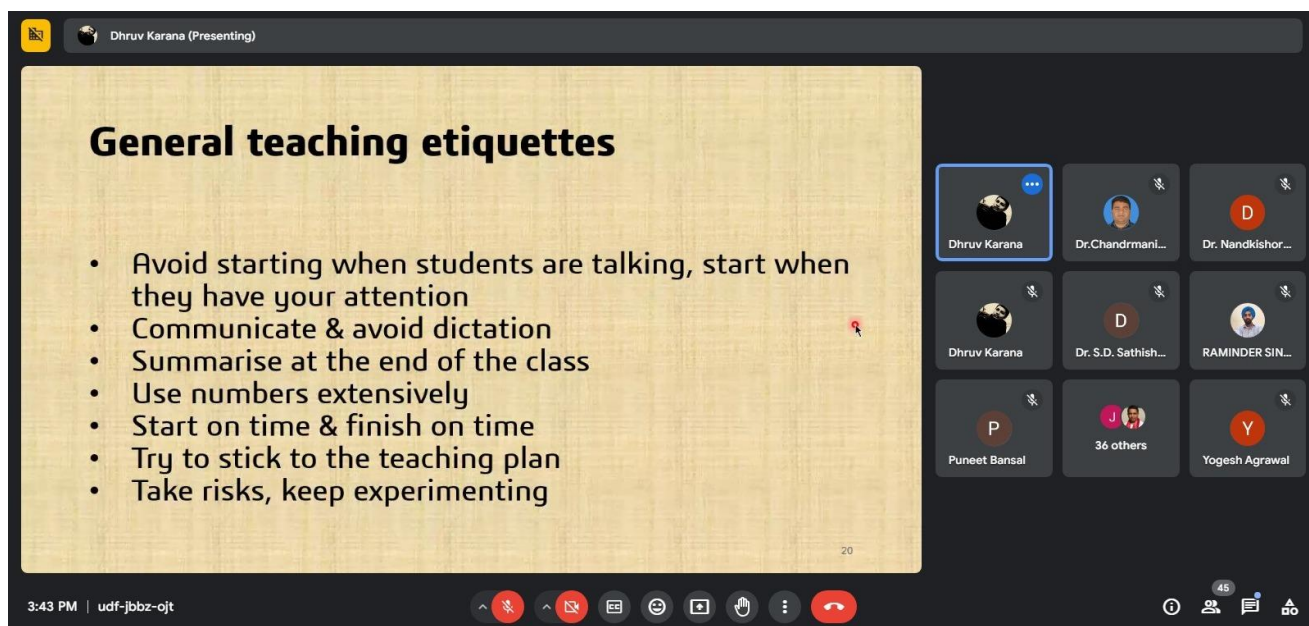 Dhruv Karana (Presenting)
General teaching etiquettes
• Avoid starting when students are talking, start when
they have your attention
• Communicate & avoid dictation
• Summarise at the end of the class
• Use numbers extensively
• Start on time & finish on time
• Try to stick to the teaching plan
• Take risks, keep experimenting
20
Dhruv Karana
Dr.Chandrmani...
D
Dr. Nandkishor...
Dhruv Karana
D
Dr. S.D. Sathish...
RAMINDER SIN...
P
Puneet Bansal
J
36 others
Y
Yogesh Agrawal
3:43 PM | udf-jbbz-ojt
CC
45